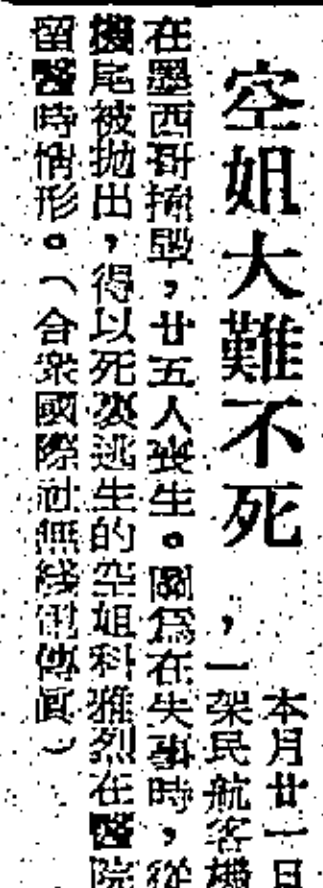 空姐大難不死
本月廿一日
，一架民航客機
在墨西哥撞毀，廿五人喪生。圖爲在失事時，從
機尾被拋出，得以死裏逃生的空姐科雅烈在醫院
留醫時情形。（合衆國際社無綫電傳眞）